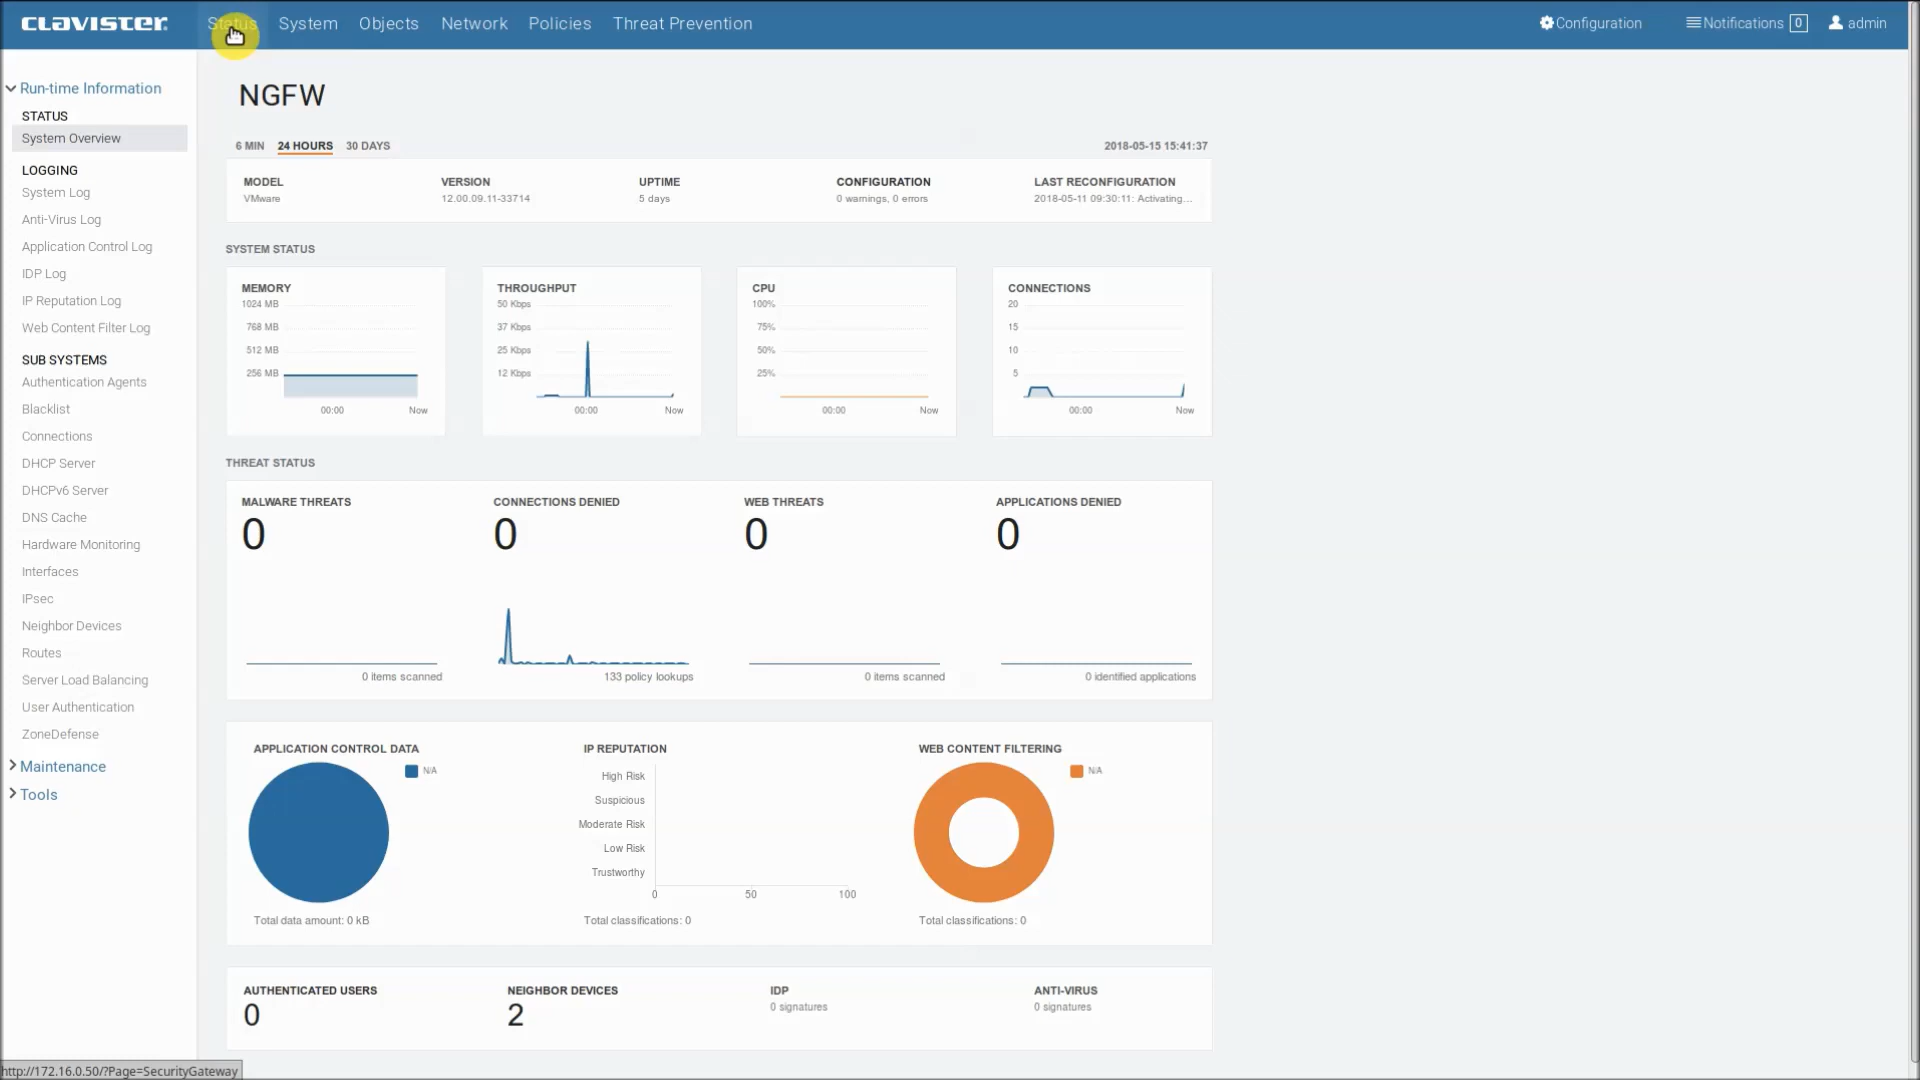 CLAVISTER
Status System Objects Network Policies Threat Prevention
Configuration Notifications 0 admin
Run-time Information
STATUS
System Overview
LOGGING
System Log
Anti-Virus Log
Application Control Log
IDP Log
IP Reputation Log
Web Content Filter Log
SUB SYSTEMS
Authentication Agents
Blacklist
Connections
DHCP Server
DHCPv6 Server
DNS Cache
Hardware Monitoring
Interfaces
IPsec
Neighbor Devices
Routes
Server Load Balancing
User Authentication
ZoneDefense
Maintenance
Tools
NGFW
6 MIN 24 HOURS 30 DAYS 2018-05-15 15:41:37
MODEL
VMware
VERSION
12.00.09.11-33714
UPTIME
5 days
CONFIGURATION
0 warnings, 0 errors
LAST RECONFIGURATION
2018-05-11 09:30:11: Activating...
SYSTEM STATUS
MEMORY
1024 MB
768 MB
512 MB
256 MB
00:00 Now
THROUGHPUT
50 Kbps
37 Kbps
25 Kbps
12 Kbps
00:00 Now
CPU
100%
75%
50%
25%
00:00 Now
CONNECTIONS
20
15
10
5
00:00 Now
THREAT STATUS
MALWARE THREATS
0
0 items scanned
CONNECTIONS DENIED
0
133 policy lookups
WEB THREATS
0
0 items scanned
APPLICATIONS DENIED
0
0 identified applications
APPLICATION CONTROL DATA
N/A
Total data amount: 0 kB
IP REPUTATION
High Risk
Suspicious
Moderate Risk
Low Risk
Trustworthy
0 50 100
Total classifications: 0
WEB CONTENT FILTERING
N/A
Total classifications: 0
AUTHENTICATED USERS
0
NEIGHBOR DEVICES
2
IDP
0 signatures
ANTI-VIRUS
0 signatures
http://172.16.0.50/?Page=SecurityGateway